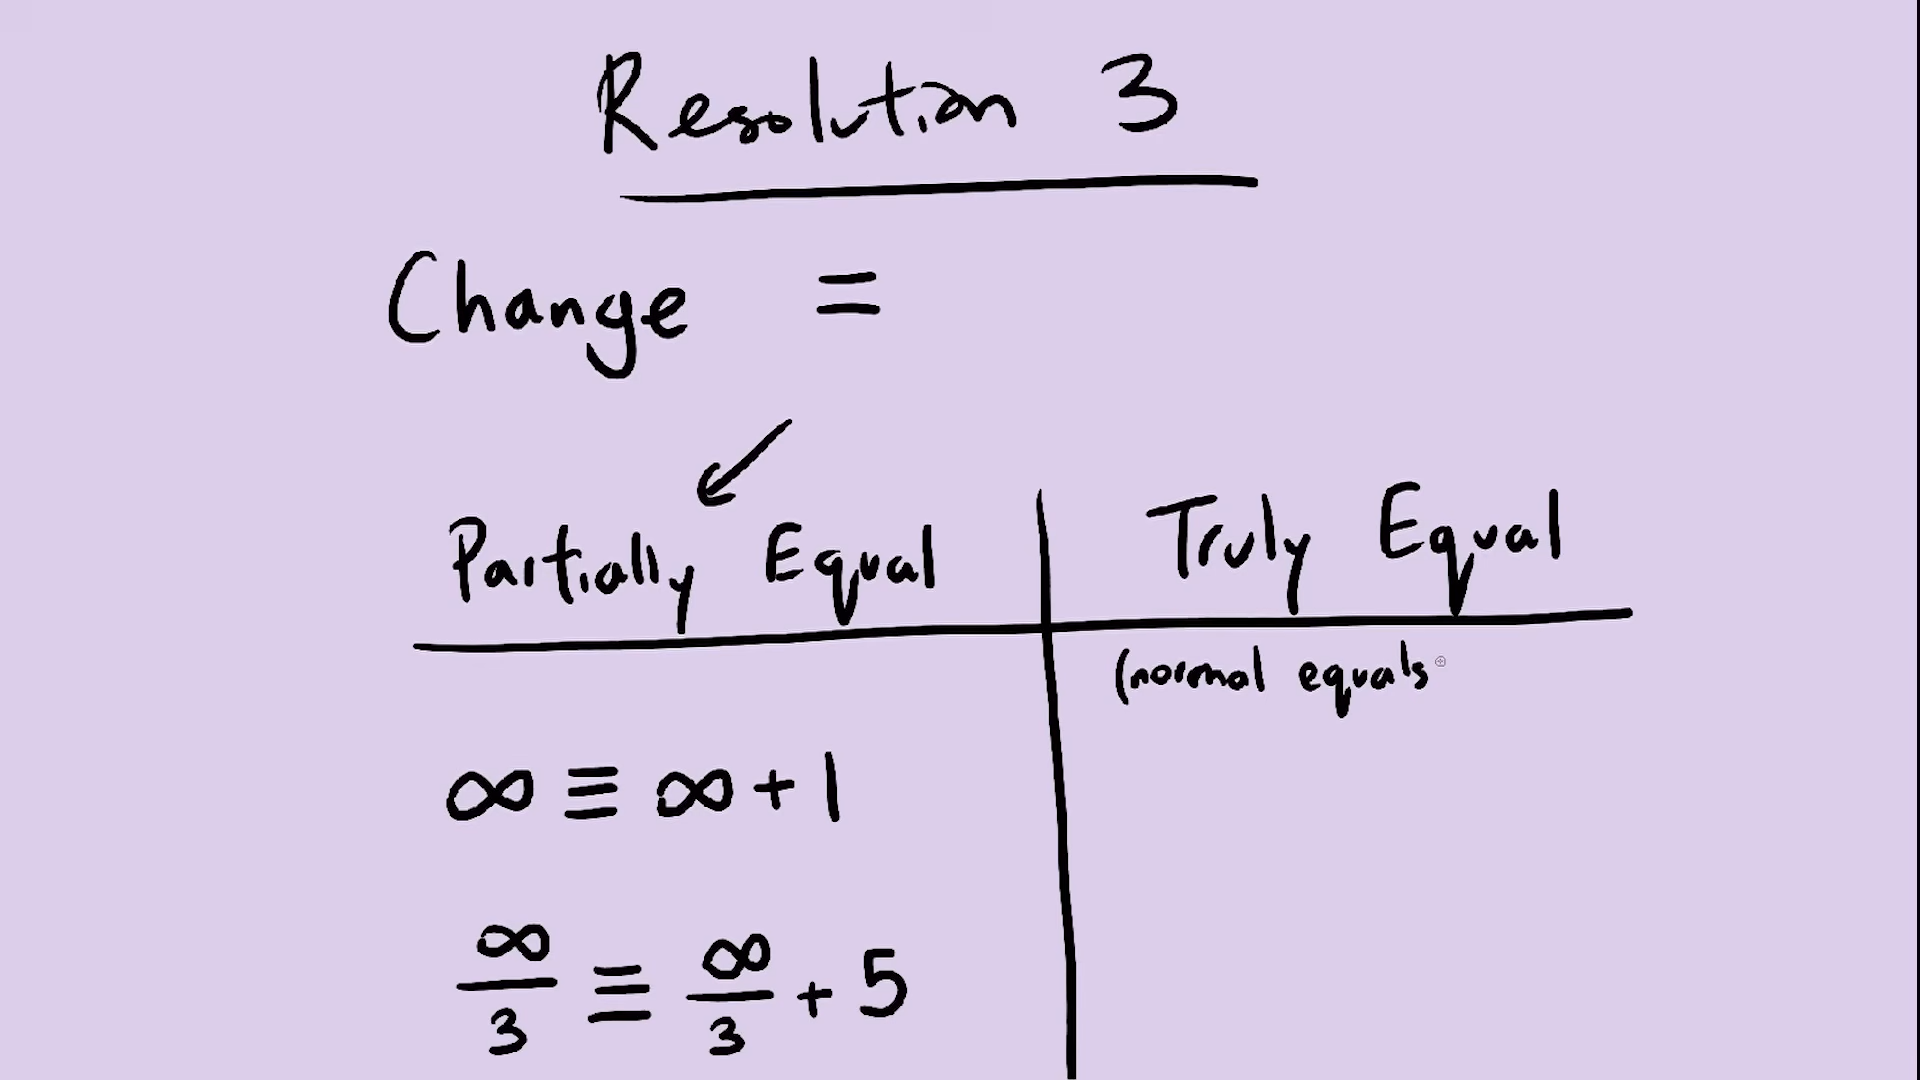 Resolution 3
Change =
Partially Equal
Truly Equal
(normal equals
∞ ≡ ∞ + 1
∞/3 ≡ ∞/3 + 5